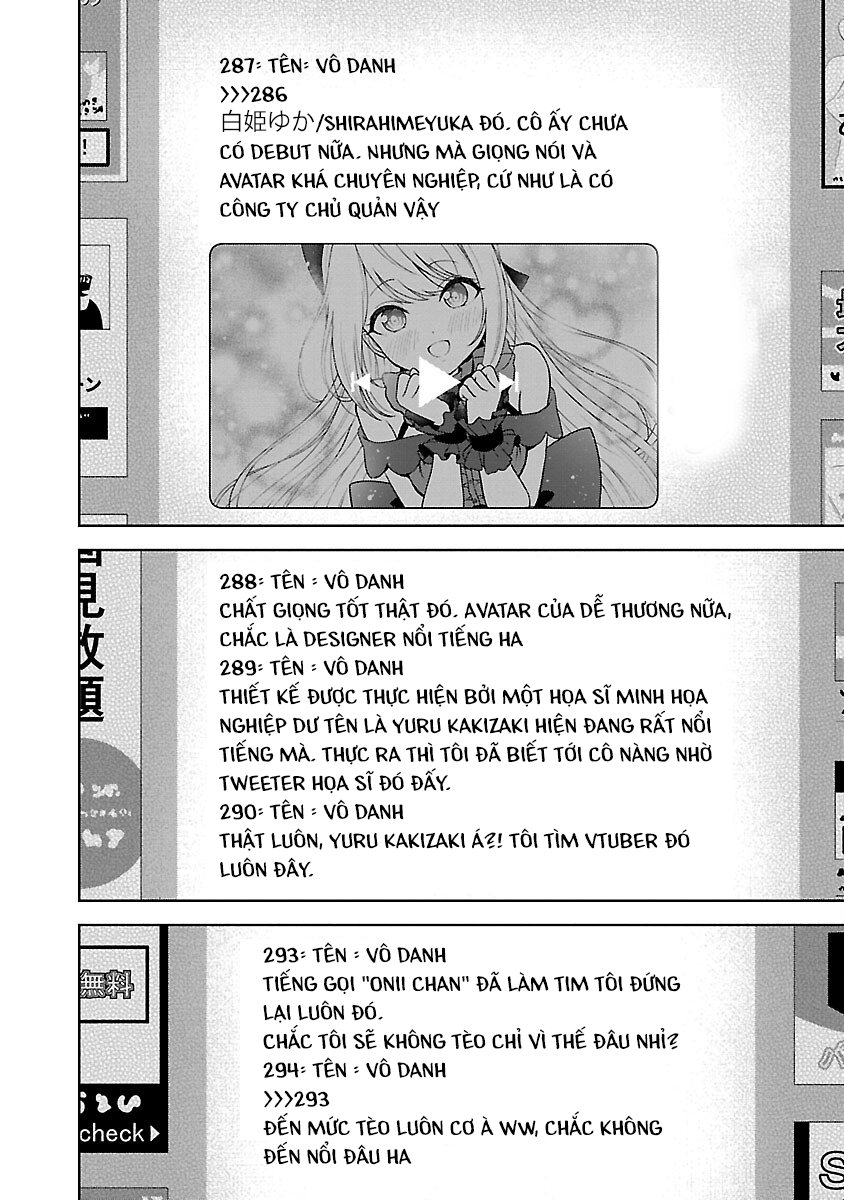 287: TÊN: VÔ DANH
>>>286
白姫ゆか/SHIRAHIMEYUKA ĐÓ. CÔ ẤY CHƯA
CÓ DEBUT NỮA. NHƯNG MÀ GIỌNG NÓI VÀ
AVATAR KHÁ CHUYÊN NGHIỆP, CỨ NHƯ LÀ CÓ
CÔNG TY CHỦ QUẢN VẬY
!
ーン
見放題
288: TÊN : VÔ DANH
CHẤT GIỌNG TỐT THẬT ĐÓ. AVATAR CỦA DỄ THƯƠNG NỮA,
CHẮC LÀ DESIGNER NỔI TIẾNG HA
289: TÊN : VÔ DANH
THIẾT KẾ ĐƯỢC THỰC HIỆN BỞI MỘT HỌA SĨ MINH HỌA
NGHIỆP DƯ TÊN LÀ YURU KAKIZAKI HIỆN ĐANG RẤT NỔI
TIẾNG MÀ. THỰC RA THÌ TÔI ĐÃ BIẾT TỚI CÔ NÀNG NHỜ
TWEETER HỌA SĨ ĐÓ ĐẤY.
290: TÊN : VÔ DANH
THẬT LUÔN, YURU KAKIZAKI Á?! TÔI TÌM VTUBER ĐÓ
LUÔN ĐÂY.
293: TÊN : VÔ DANH
TIẾNG GỌI "ONII CHAN" ĐÃ LÀM TIM TÔI ĐỨNG
LẠI LUÔN ĐÓ.
CHẮC TÔI SẼ KHÔNG TÈO CHỈ VÌ THẾ ĐÂU NHỈ?
294: TÊN : VÔ DANH
>>>293
ĐẾN MỨC TÈO LUÔN CƠ À WW, CHẮC KHÔNG
ĐẾN NỔI ĐÂU HA
無料
check